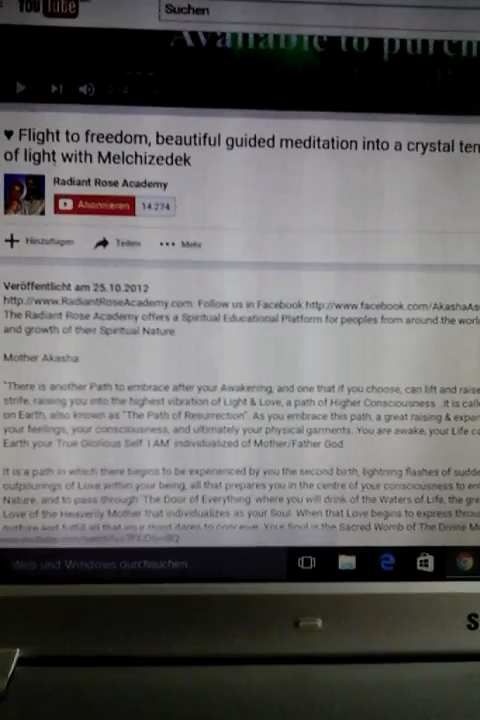 YouTube
Suchen
Available to purch
♥ Flight to freedom, beautiful guided meditation into a crystal tem
of light with Melchizedek
Radiant Rose Academy
Abonnieren 14 274
Hinzufügen Teilen Mehr
Veröffentlicht am 25.10.2012
http://www.RadiantRoseAcademy.com Follow us in Facebook http://www.facebook.com/AkashaAs
The Radiant Rose Academy offers a Spiritual Educational Platform for peoples from around the world
and growth of their Spiritual Nature
Mother Akasha
"There is another Path to embrace after your Awakening, and one that if you choose, can lift and raise
strife, raising you into the highest vibration of Light & Love, a path of Higher Consciousness. It is call
on Earth, also known as "The Path of Resurrection". As you embrace this path, a great raising & expan
your feelings, your consciousness, and ultimately your physical garments. You are awake, your Life ca
Earth your True Glorious Self 'I AM' individualized of Mother/Father God.
It is a path in which there begins to be experienced by you the second birth, lightning flashes of sudde
outpourings of Love within your being, all that prepares you in the centre of your consciousness to en
Nature, and to pass through 'The Door of Everything' where you will drink of the Waters of Life, the gre
Love of the Heavenly Mother that individualizes as your Soul. When that Love begins to express throu
nurture and fulfill all that your mind dares to conceive. Your Soul is the Sacred Womb of The Divine M
Web und Windows durchsuchen
S